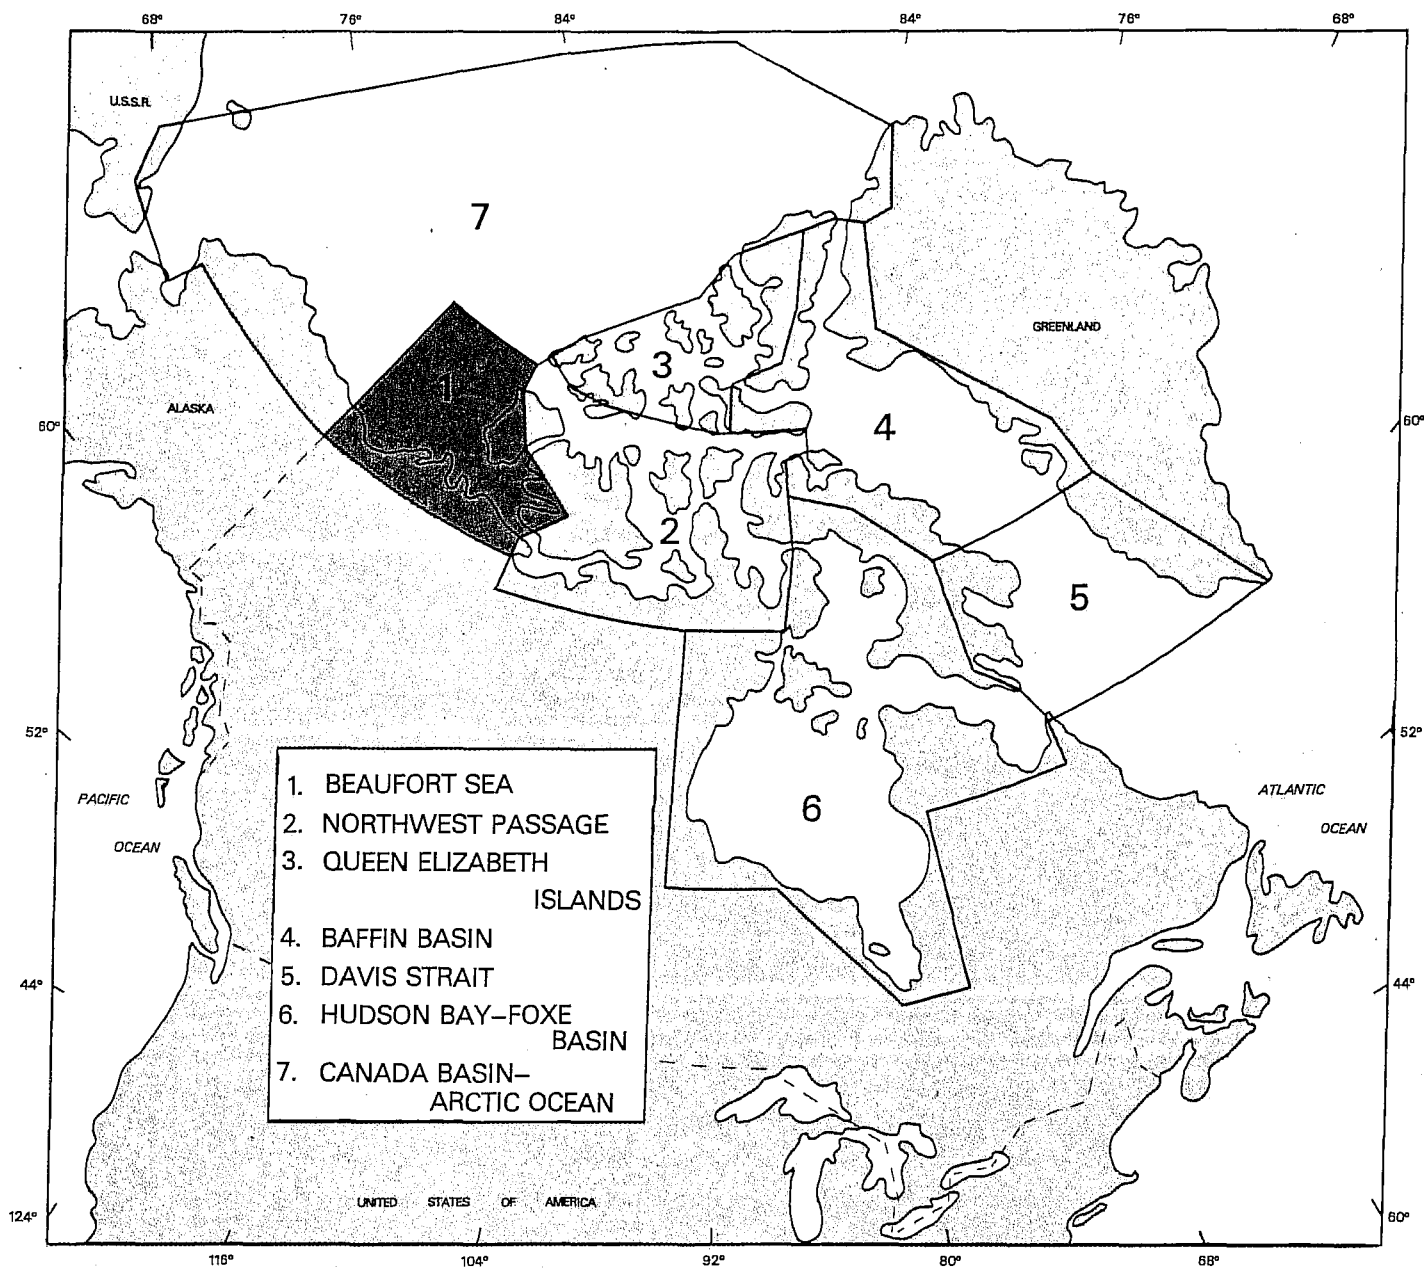 68° 76° 84° 84° 76° 68°
U.S.S.R.
7
GREENLAND
3
1
ALASKA
4
60° 60°
2
5
52° 52°
1. BEAUFORT SEA
2. NORTHWEST PASSAGE
3. QUEEN ELIZABETH
ISLANDS
4. BAFFIN BASIN
5. DAVIS STRAIT
6. HUDSON BAY–FOXE
BASIN
7. CANADA BASIN–
ARCTIC OCEAN
PACIFIC
OCEAN
6
ATLANTIC
OCEAN
44° 44°
UNITED STATES OF AMERICA
124° 60°
116° 104° 92° 80° 68°